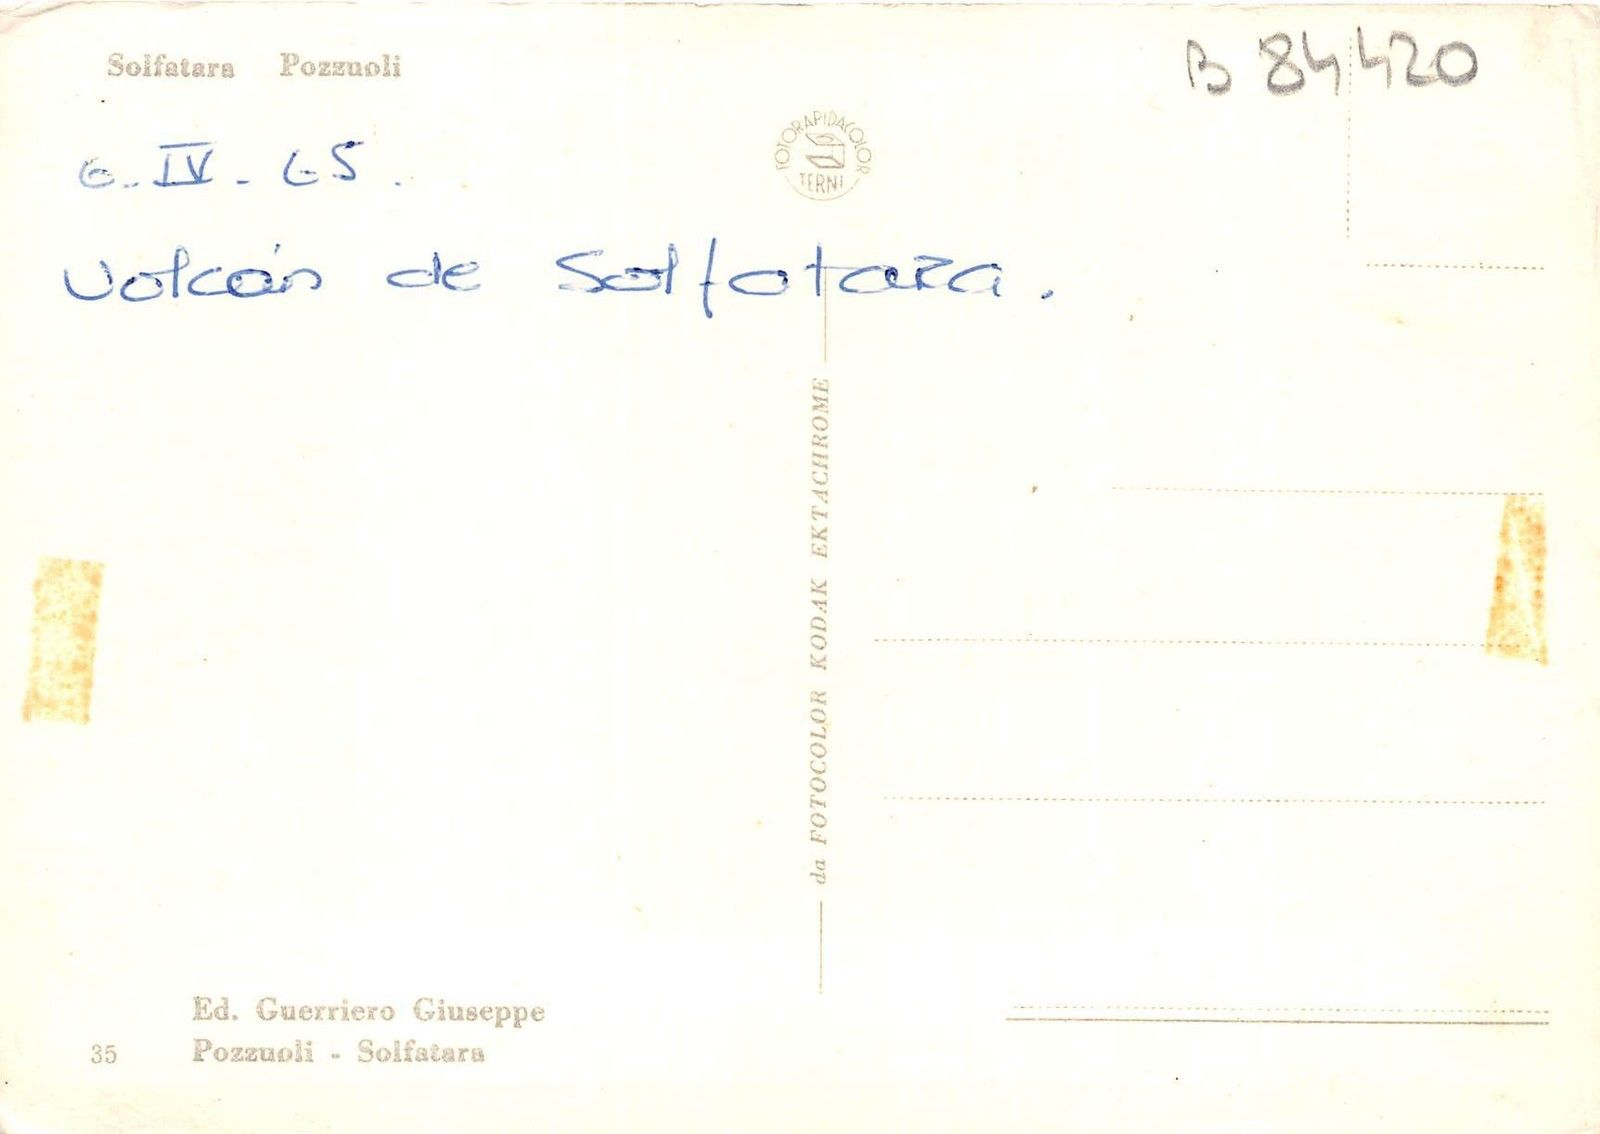 Solfatara Pozzuoli
B 84420
6. IV. 65.
FOTORAPIDACOLOR
TERNI
Volcán de Solfatara.
da FOTOCOLOR KODAK EKTACHROME
Ed. Guerriero Giuseppe
35 Pozzuoli - Solfatara